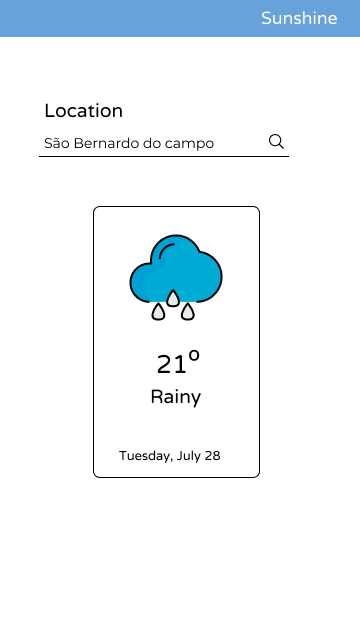 Sunshine
Location
São Bernardo do campo
21º
Rainy
Tuesday, July 28